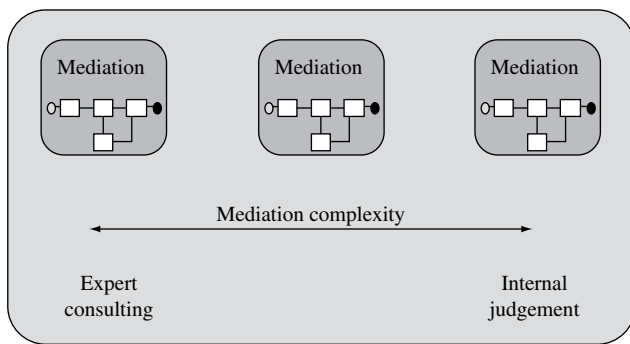 Mediation
Mediation
Mediation
Mediation complexity
Expert
consulting
Internal
judgement